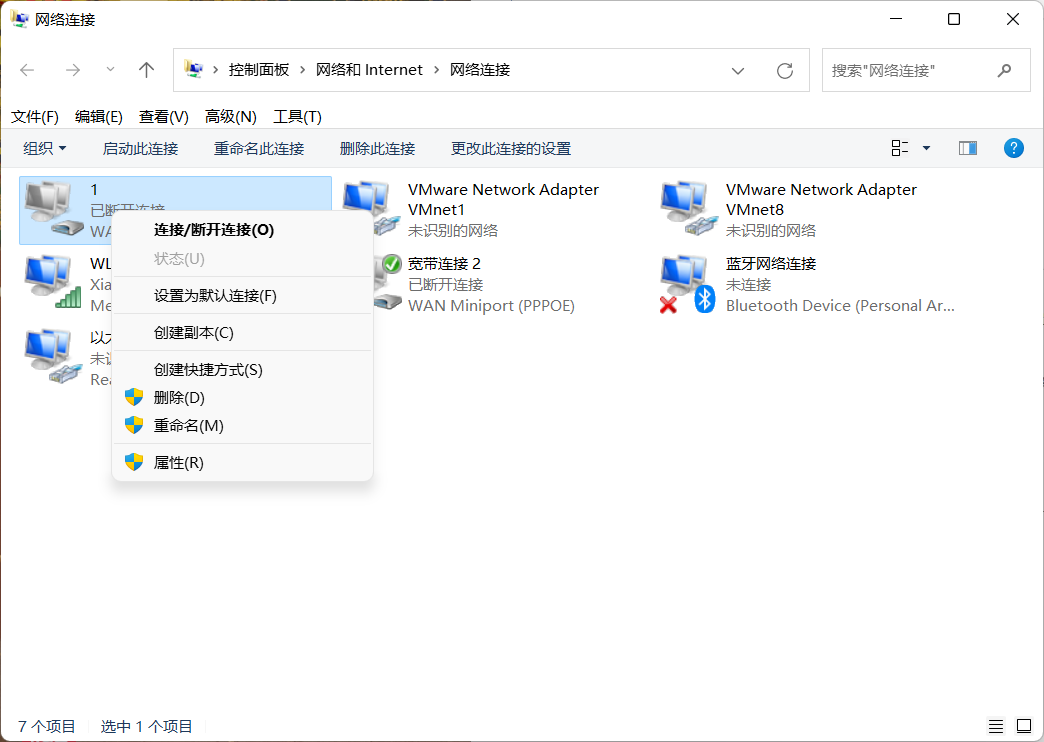 网络连接
控制面板 > 网络和 Internet > 网络连接
搜索"网络连接"
文件(F) 编辑(E) 查看(V) 高级(N) 工具(T)
组织 启动此连接 重命名此连接 删除此连接 更改此连接的设置
1
已断开连接
VMware Network Adapter
VMnet1
未识别的网络
VMware Network Adapter
VMnet8
未识别的网络
宽带连接 2
已断开连接
WAN Miniport (PPPOE)
蓝牙网络连接
未连接
Bluetooth Device (Personal Ar...
连接/断开连接(O)
状态(U)
设置为默认连接(F)
创建副本(C)
创建快捷方式(S)
删除(D)
重命名(M)
属性(R)
7 个项目 选中 1 个项目